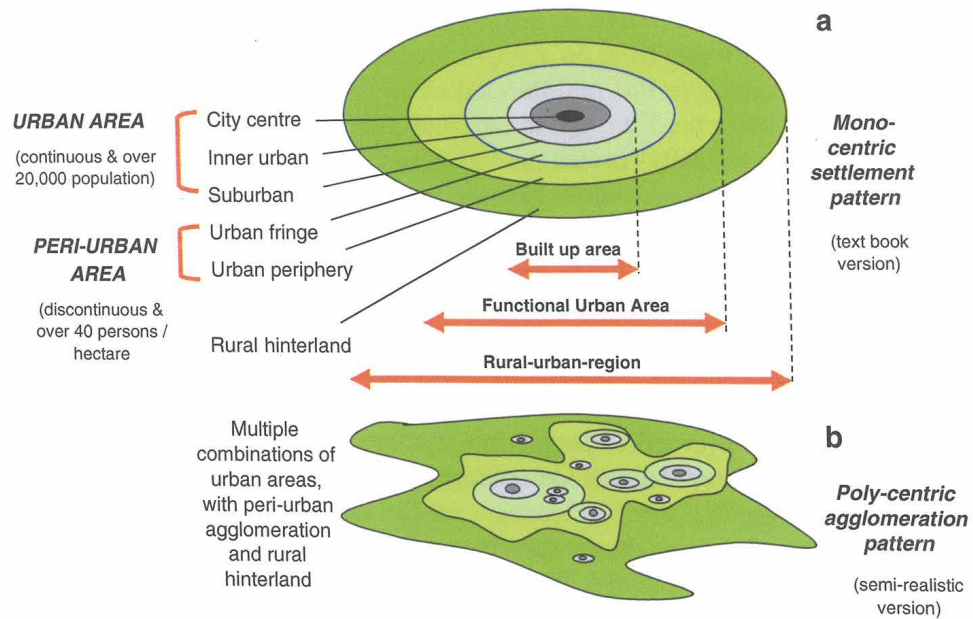 a
URBAN AREA
(continuous & over
20,000 population)
City centre
Inner urban
Suburban
PERI-URBAN
AREA
(discontinuous &
over 40 persons /
hectare
Urban fringe
Urban periphery
Rural hinterland
Mono-
centric
settlement
pattern
(text book
version)
Built up area
Functional Urban Area
Rural-urban-region
Multiple
combinations of
urban areas,
with peri-urban
agglomeration
and rural
hinterland
b
Poly-centric
agglomeration
pattern
(semi-realistic
version)